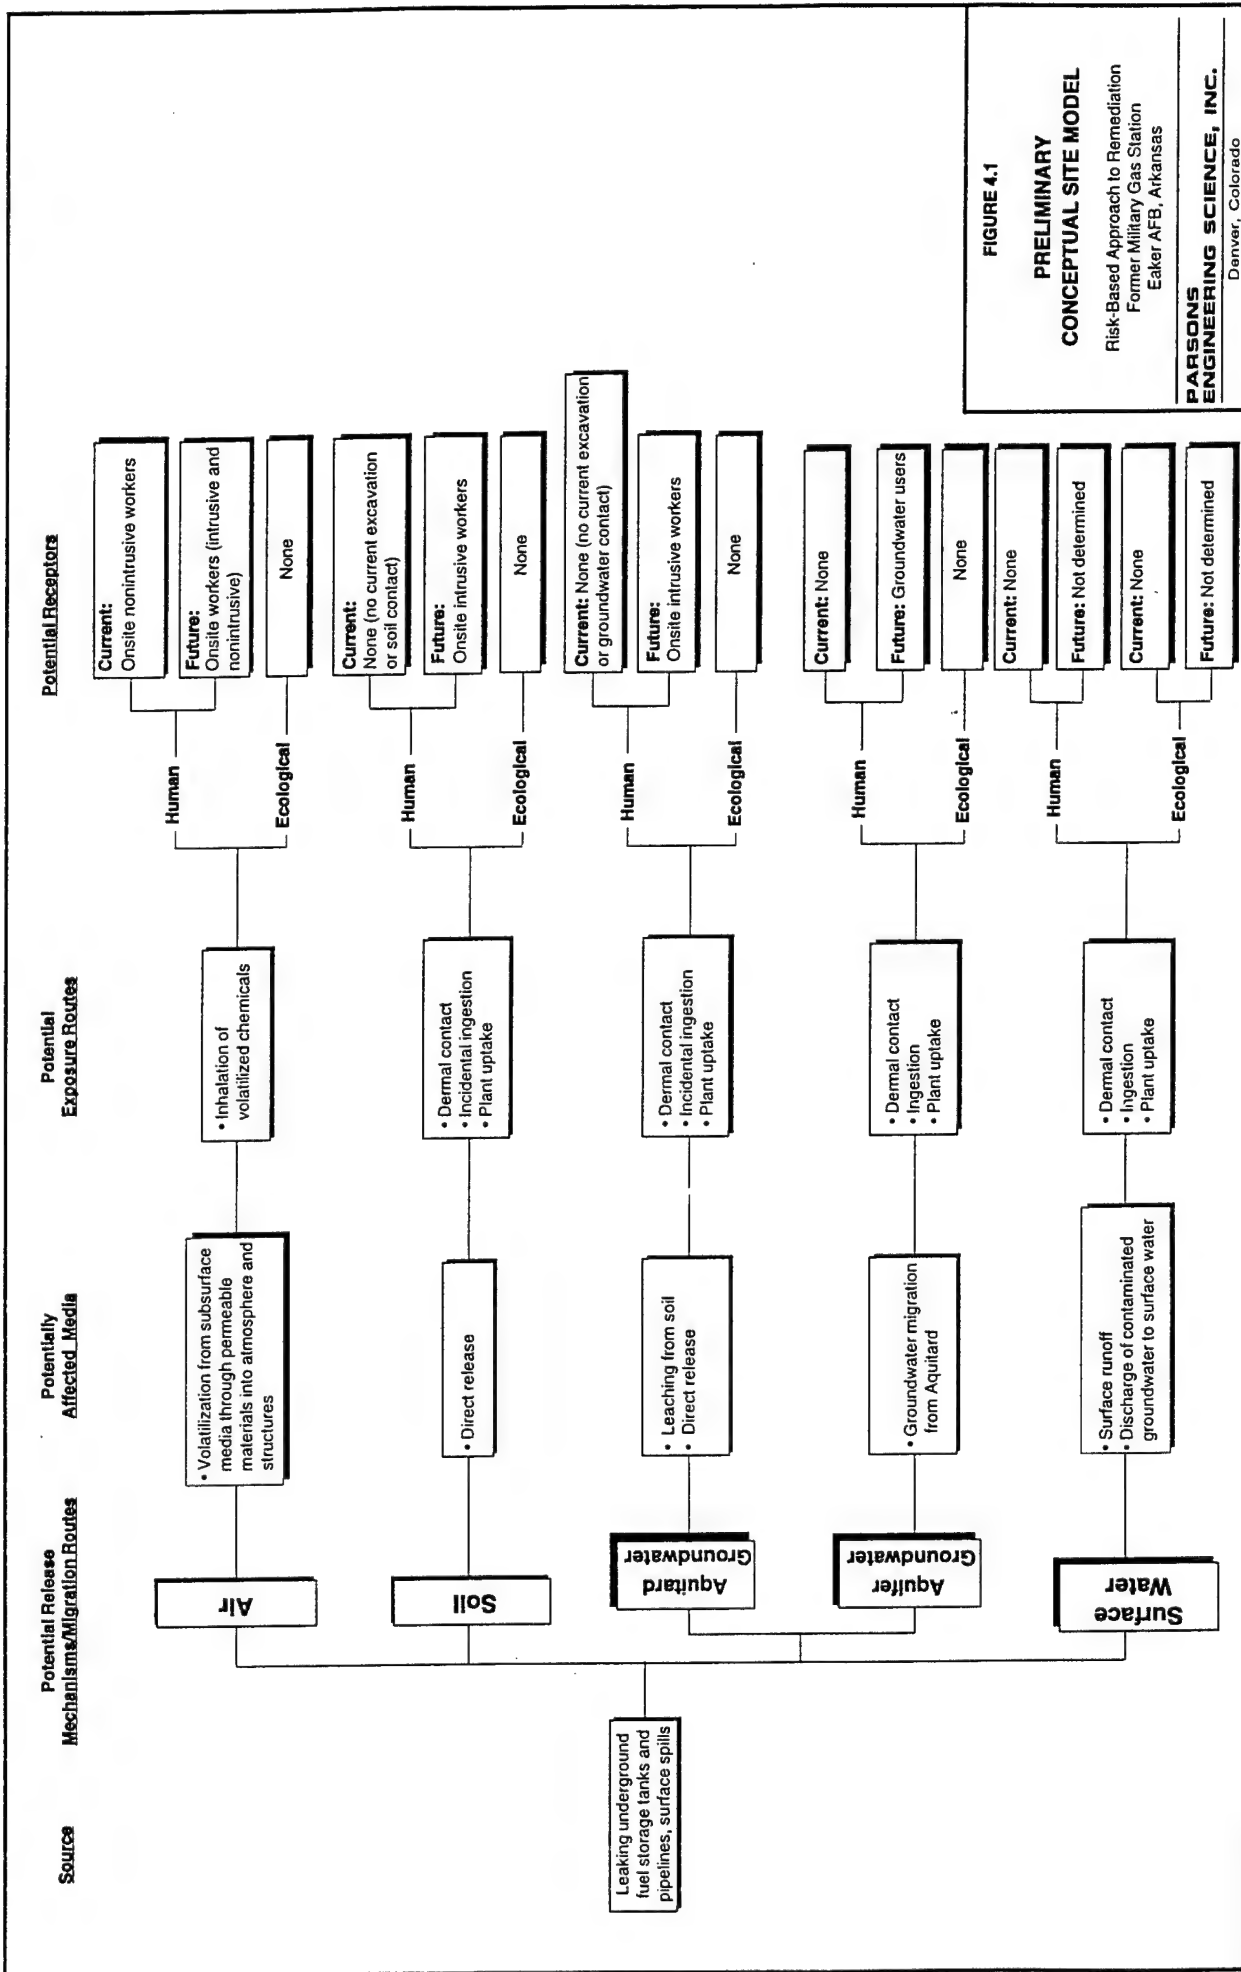 Source
Potential Release
Mechanisms/Migration Routes
Potentially
Affected Media
Potential
Exposure Routes
Potential Receptors
Leaking underground
fuel storage tanks and
pipelines, surface spills
Air
• Volatilization from subsurface
media through permeable
materials into atmosphere and
structures
• Inhalation of
volatilized chemicals
Human
Current:
Onsite nonintrusive workers
Future:
Onsite workers (intrusive and
nonintrusive)
Ecological
None
Soil
• Direct release
• Dermal contact
• Incidental ingestion
• Plant uptake
Human
Current:
None (no current excavation
or soil contact)
Future:
Onsite intrusive workers
Ecological
None
Aquitard
Groundwater
• Leaching from soil
• Direct release
• Dermal contact
• Incidental ingestion
• Plant uptake
Human
Current: None (no current excavation
or groundwater contact)
Future:
Onsite intrusive workers
Ecological
None
Aquifer
Groundwater
• Groundwater migration
from Aquitard
• Dermal contact
• Ingestion
• Plant uptake
Human
Current: None
Future: Groundwater users
Ecological
None
Surface
Water
• Surface runoff
• Discharge of contaminated
groundwater to surface water
• Dermal contact
• Ingestion
• Plant uptake
Human
Current: None
Future: Not determined
Ecological
Current: None
Future: Not determined
FIGURE 4.1
PRELIMINARY
CONCEPTUAL SITE MODEL
Risk-Based Approach to Remediation
Former Military Gas Station
Eaker AFB, Arkansas
PARSONS
ENGINEERING SCIENCE, INC.
Denver, Colorado